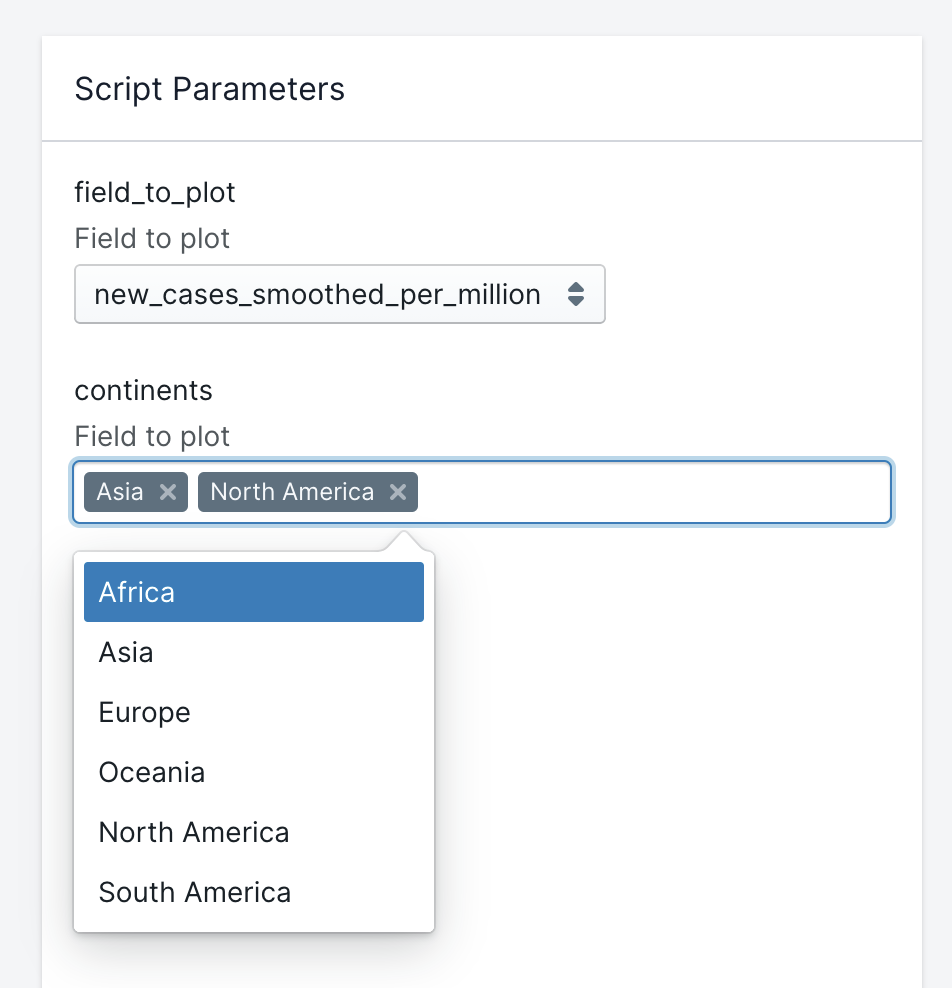 Script Parameters
field_to_plot
Field to plot
new_cases_smoothed_per_million
continents
Field to plot
Asia North America
Africa
Asia
Europe
Oceania
North America
South America